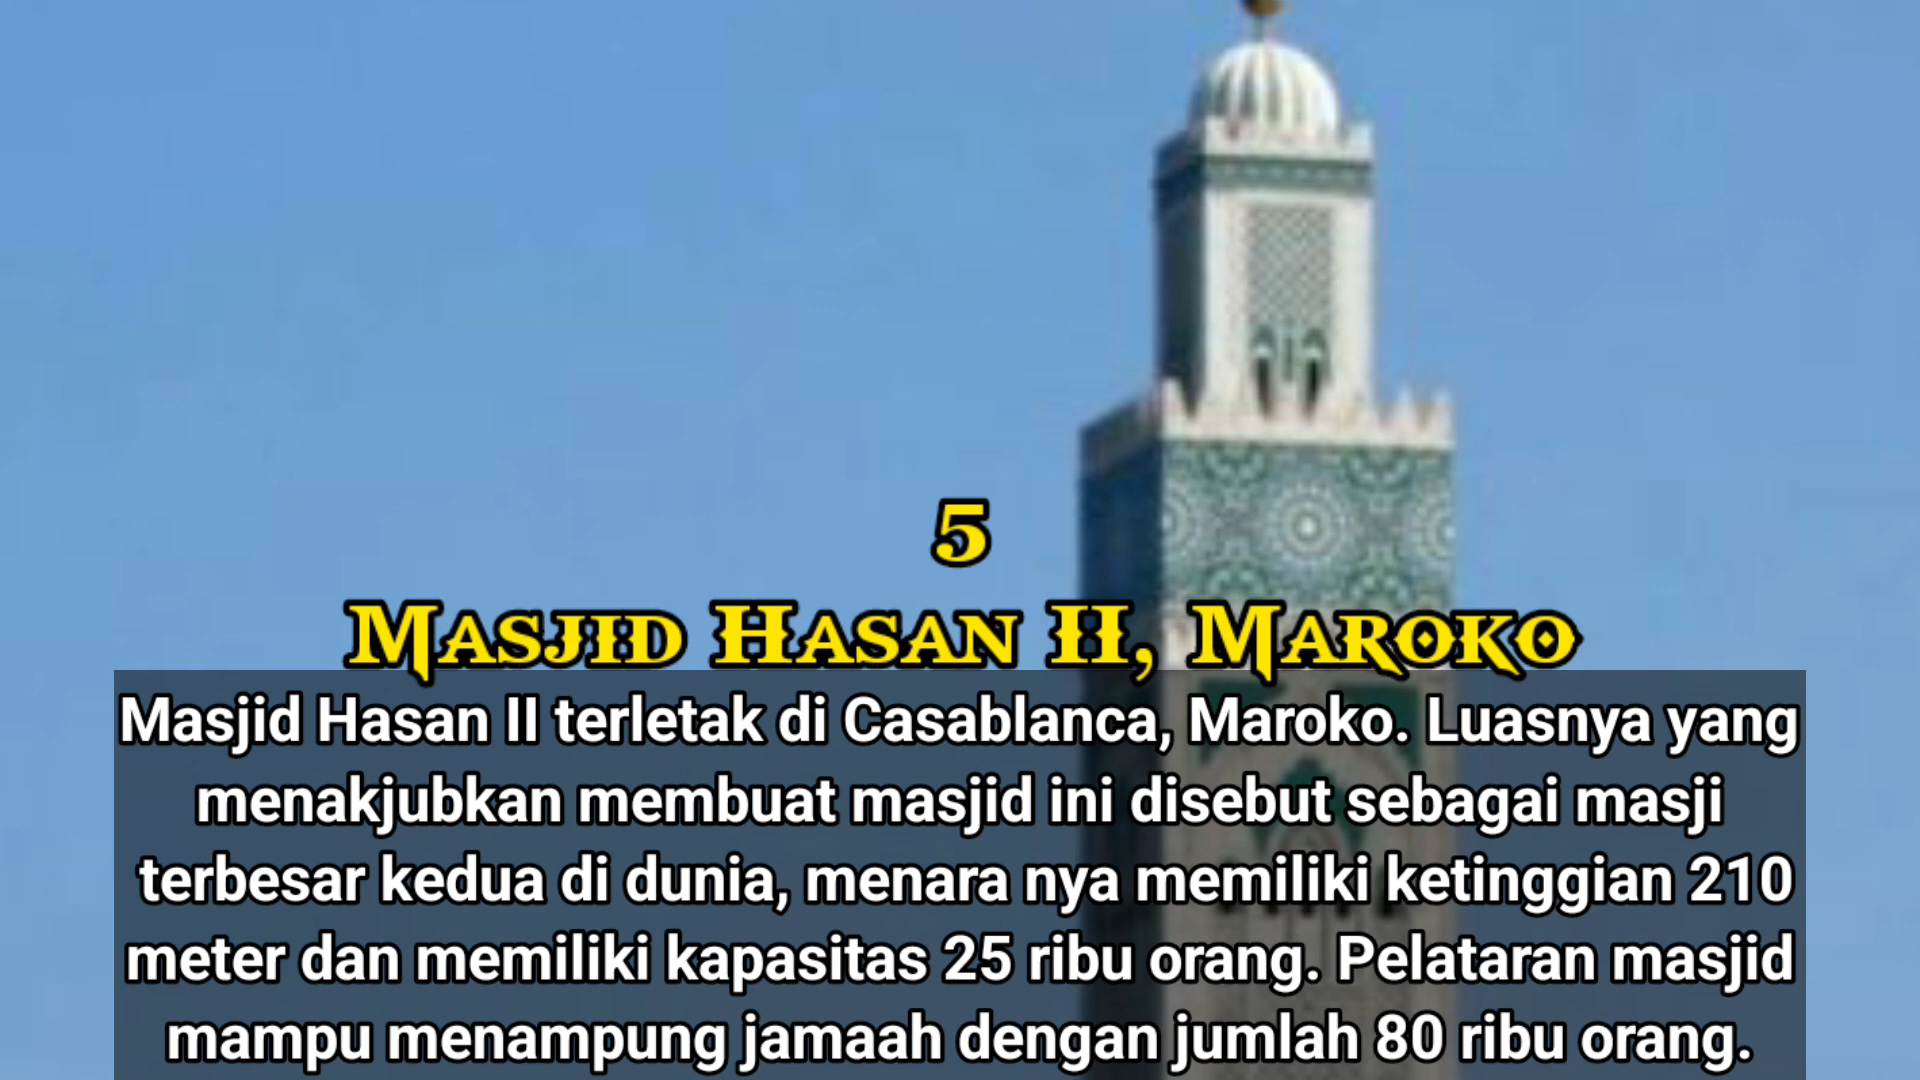 5
Masjid Hasan II, Maroko
Masjid Hasan II terletak di Casablanca, Maroko. Luasnya yang
menakjubkan membuat masjid ini disebut sebagai masji
terbesar kedua di dunia, menara nya memiliki ketinggian 210
meter dan memiliki kapasitas 25 ribu orang. Pelataran masjid
mampu menampung jamaah dengan jumlah 80 ribu orang.